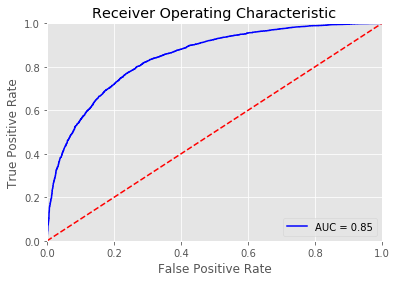 Receiver Operating Characteristic
True Positive Rate
1.0
0.8
0.6
0.4
0.2
0.0
0.0 0.2 0.4 0.6 0.8 1.0
False Positive Rate
AUC = 0.85